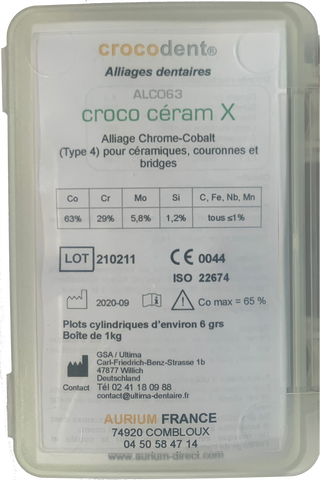 crocodent®
Alliages dentaires
ALCO63
croco céram X
Alliage Chrome-Cobalt
(Type 4) pour céramiques, couronnes et
bridges
Co Cr Mo Si C, Fe, Nb, Mn
63% 29% 5,8% 1,2% tous ≤1%
LOT 210211 CE 0044
ISO 22674
2020-09 Co max = 65 %
Plots cylindriques d'environ 6 grs
Boîte de 1kg
GSA / Ultima
Carl-Friedrich-Benz-Strasse 1b
47877 Willich
Deutschland
Tél 02 41 18 09 88
contact@ultima-dentaire.fr
AURIUM FRANCE
74920 COMBLOUX
04 50 58 47 14
www.aurium-direct.com